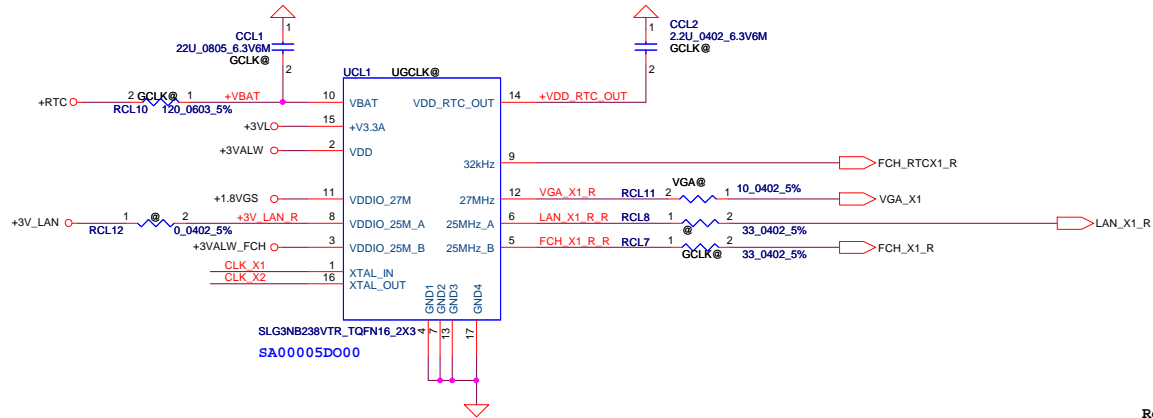 1
CCL1
22U_0805_6.3V6M
GCLK@
2
1
CCL2
2.2U_0402_6.3V6M
GCLK@
2
UCL1 UGCLK@
+RTC 2 GCLK@ 1 +VBAT 10 VBAT VDD_RTC_OUT 14 +VDD_RTC_OUT
RCL10 120_0603_5%
+3VL 15 +V3.3A
+3VALW 2 VDD
32kHz 9 FCH_RTCX1_R
+1.8VGS 11 VDDIO_27M 27MHz 12 VGA_X1_R RCL11 2 VGA@ 1 10_0402_5% VGA_X1
+3V_LAN 1 @ 2 +3V_LAN_R 8 VDDIO_25M_A 25MHz_A 6 LAN_X1_R_R RCL8 1 2 LAN_X1_R
RCL12 0_0402_5% @ 33_0402_5%
+3VALW_FCH 3 VDDIO_25M_B 25MHz_B 5 FCH_X1_R_R RCL7 1 2 FCH_X1_R
GCLK@ 33_0402_5%
CLK_X1 1 XTAL_IN
CLK_X2 16 XTAL_OUT
GND1 GND2 GND3 GND4
SLG3NB238VTR_TQFN16_2X3 4 7 13 17
SA00005DO00